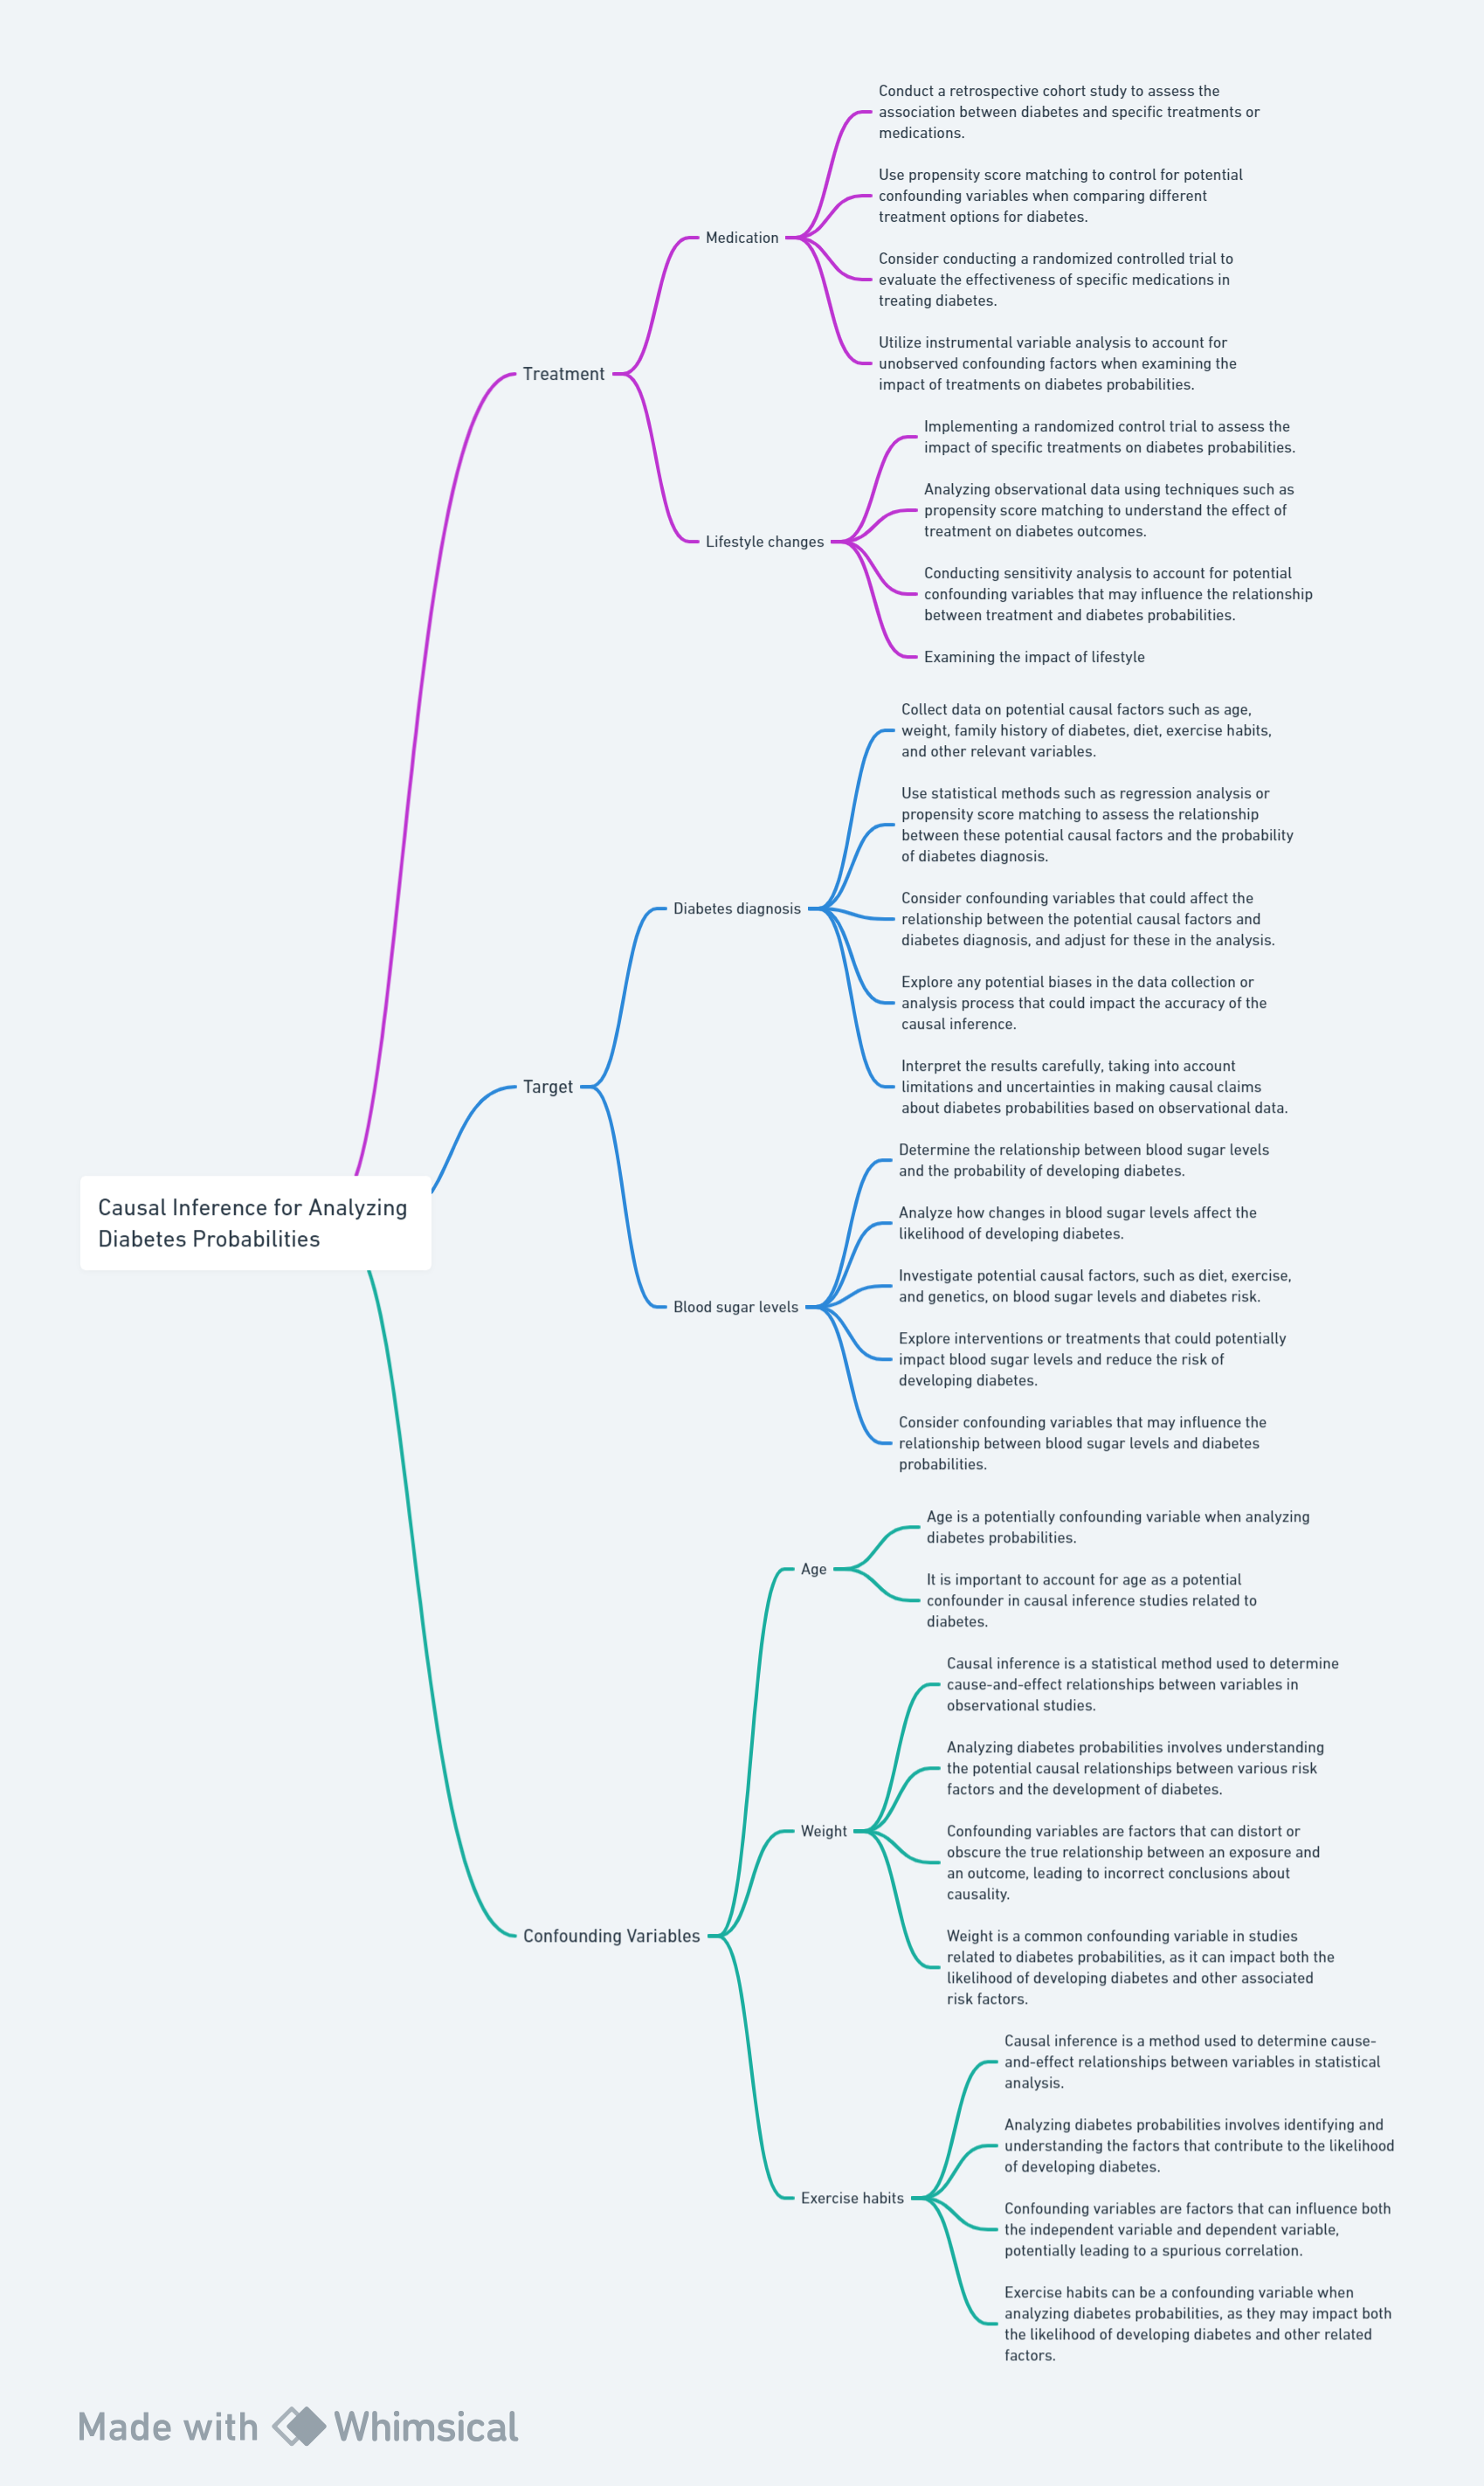 Conduct a retrospective cohort study to assess the
association between diabetes and specific treatments or
medications.
Use propensity score matching to control for potential
confounding variables when comparing different
treatment options for diabetes.
Medication
Consider conducting a randomized controlled trial to
evaluate the effectiveness of specific medications in
treating diabetes.
Utilize instrumental variable analysis to account for
unobserved confounding factors when examining the
impact of treatments on diabetes probabilities.
Treatment
Implementing a randomized control trial to assess the
impact of specific treatments on diabetes probabilities.
Analyzing observational data using techniques such as
propensity score matching to understand the effect of
treatment on diabetes outcomes.
Lifestyle changes
Conducting sensitivity analysis to account for potential
confounding variables that may influence the relationship
between treatment and diabetes probabilities.
Examining the impact of lifestyle
Collect data on potential causal factors such as age,
weight, family history of diabetes, diet, exercise habits,
and other relevant variables.
Use statistical methods such as regression analysis or
propensity score matching to assess the relationship
between these potential causal factors and the probability
of diabetes diagnosis.
Diabetes diagnosis
Consider confounding variables that could affect the
relationship between the potential causal factors and
diabetes diagnosis, and adjust for these in the analysis.
Explore any potential biases in the data collection or
analysis process that could impact the accuracy of the
causal inference.
Interpret the results carefully, taking into account
limitations and uncertainties in making causal claims
about diabetes probabilities based on observational data.
Target
Determine the relationship between blood sugar levels
and the probability of developing diabetes.
Analyze how changes in blood sugar levels affect the
likelihood of developing diabetes.
Causal Inference for Analyzing
Diabetes Probabilities
Investigate potential causal factors, such as diet, exercise,
and genetics, on blood sugar levels and diabetes risk.
Blood sugar levels
Explore interventions or treatments that could potentially
impact blood sugar levels and reduce the risk of
developing diabetes.
Consider confounding variables that may influence the
relationship between blood sugar levels and diabetes
probabilities.
Age is a potentially confounding variable when analyzing
diabetes probabilities.
Age
It is important to account for age as a potential
confounder in causal inference studies related to
diabetes.
Causal inference is a statistical method used to determine
cause-and-effect relationships between variables in
observational studies.
Analyzing diabetes probabilities involves understanding
the potential causal relationships between various risk
factors and the development of diabetes.
Weight
Confounding variables are factors that can distort or
obscure the true relationship between an exposure and
an outcome, leading to incorrect conclusions about
causality.
Confounding Variables
Weight is a common confounding variable in studies
related to diabetes probabilities, as it can impact both the
likelihood of developing diabetes and other associated
risk factors.
Causal inference is a method used to determine cause-
and-effect relationships between variables in statistical
analysis.
Analyzing diabetes probabilities involves identifying and
understanding the factors that contribute to the likelihood
of developing diabetes.
Exercise habits
Confounding variables are factors that can influence both
the independent variable and dependent variable,
potentially leading to a spurious correlation.
Exercise habits can be a confounding variable when
analyzing diabetes probabilities, as they may impact both
the likelihood of developing diabetes and other related
factors.
Made with Whimsical